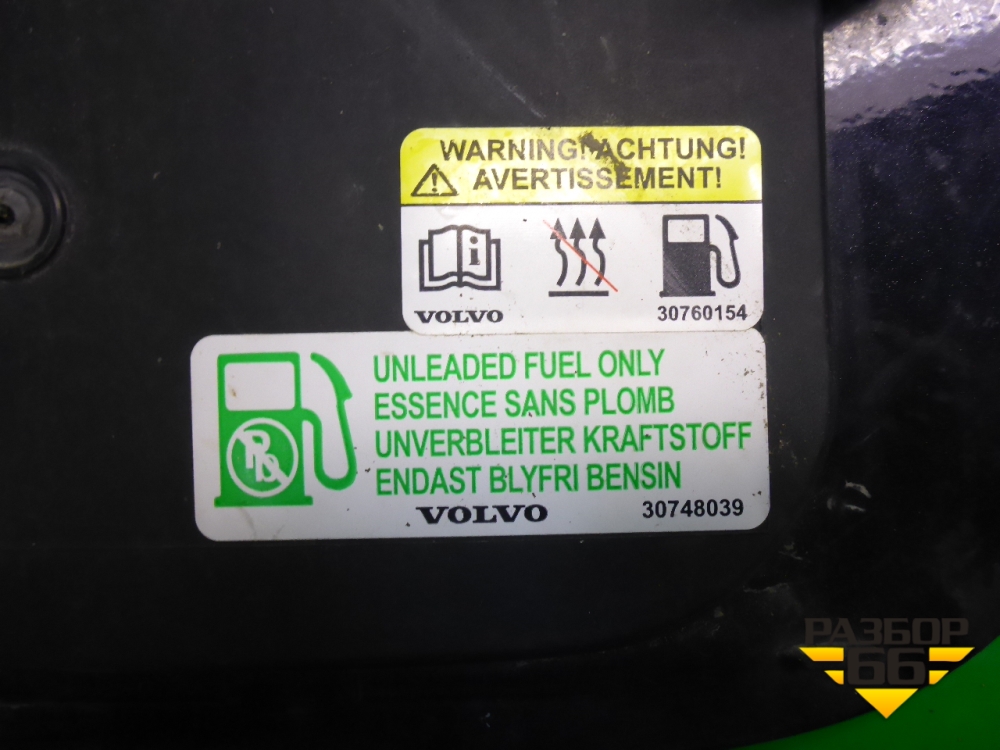 WARNING! ACHTUNG!
AVERTISSEMENT!
i
VOLVO
30760154
UNLEADED FUEL ONLY
ESSENCE SANS PLOMB
UNVERBLEITER KRAFTSTOFF
ENDAST BLYFRI BENSIN
Pb
VOLVO
30748039
РАЗБОР
66